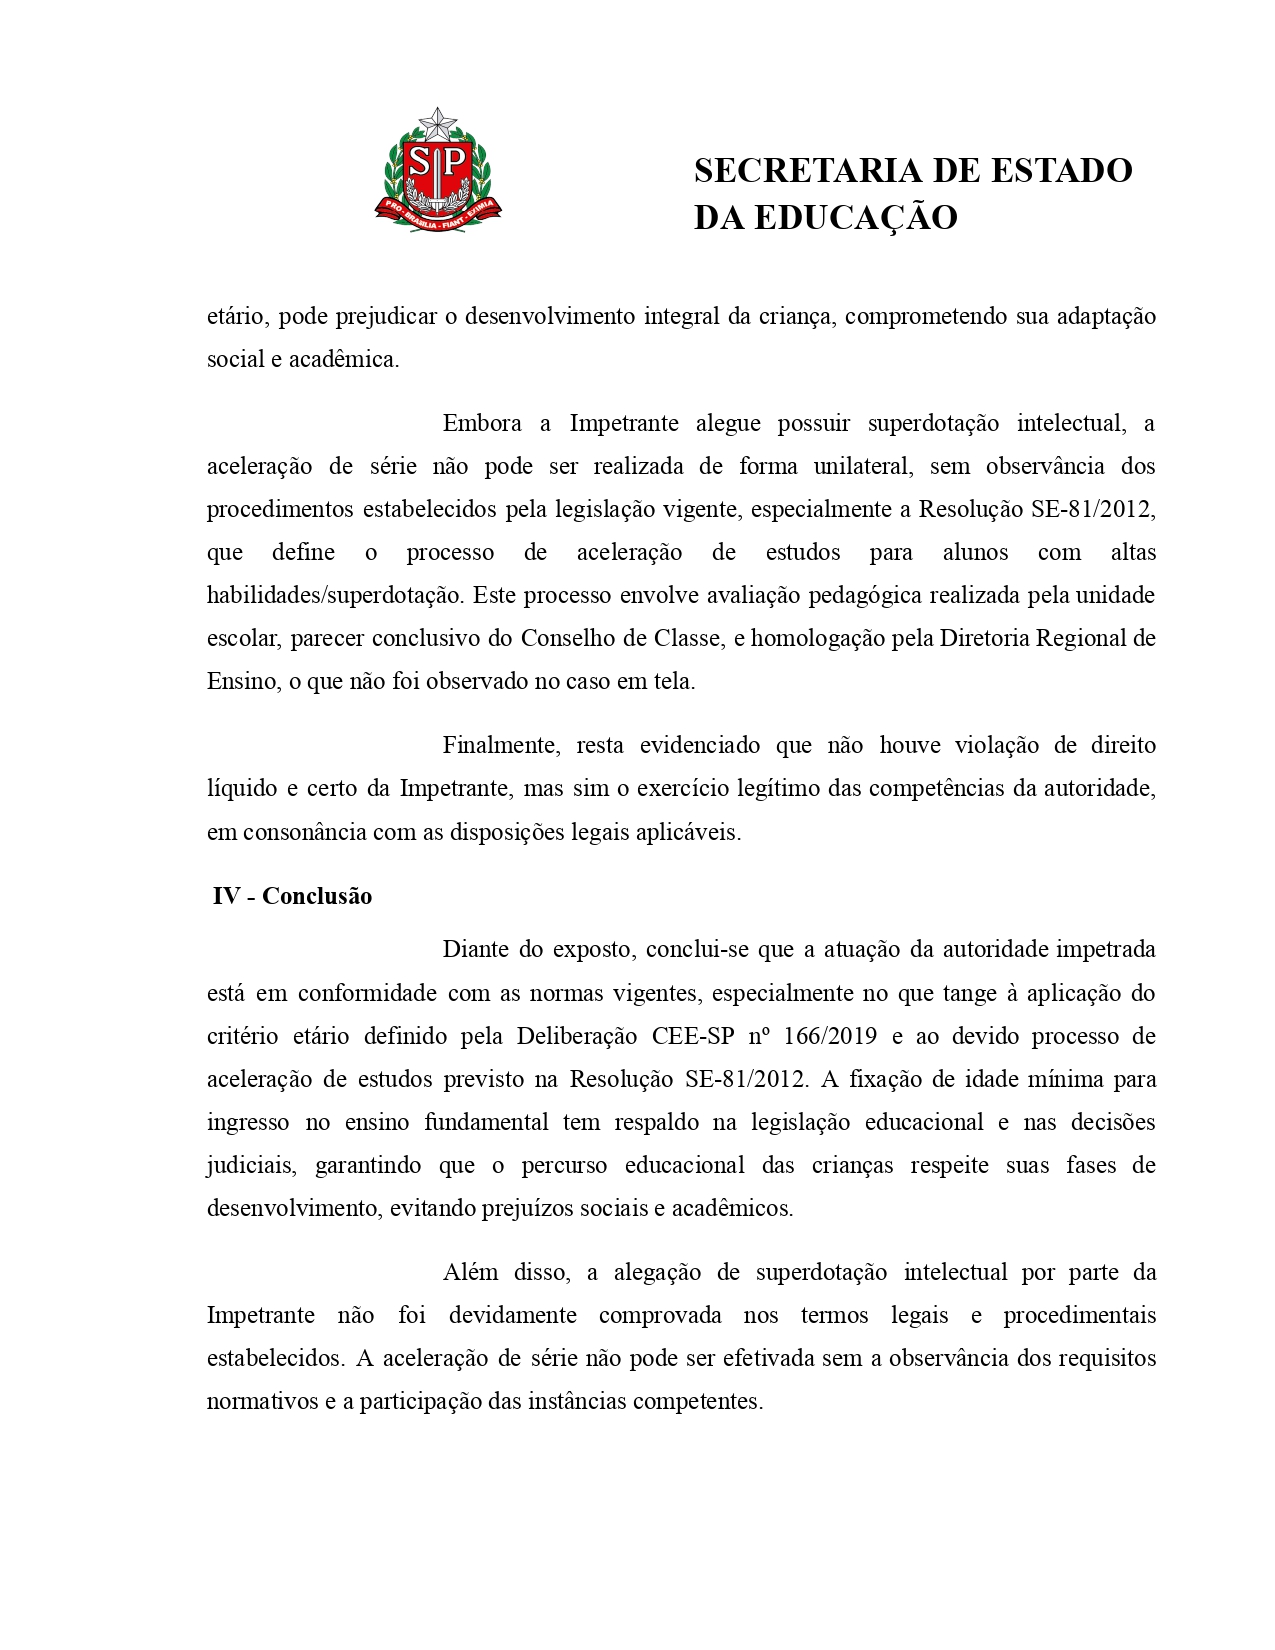 SP
PRO · BRASILIA · FIANT · EXIMIA
SECRETARIA DE ESTADO
DA EDUCAÇÃO
etário, pode prejudicar o desenvolvimento integral da criança, comprometendo sua adaptação
social e acadêmica.
Embora a Impetrante alegue possuir superdotação intelectual, a
aceleração de série não pode ser realizada de forma unilateral, sem observância dos
procedimentos estabelecidos pela legislação vigente, especialmente a Resolução SE-81/2012,
que define o processo de aceleração de estudos para alunos com altas
habilidades/superdotação. Este processo envolve avaliação pedagógica realizada pela unidade
escolar, parecer conclusivo do Conselho de Classe, e homologação pela Diretoria Regional de
Ensino, o que não foi observado no caso em tela.
Finalmente, resta evidenciado que não houve violação de direito
líquido e certo da Impetrante, mas sim o exercício legítimo das competências da autoridade,
em consonância com as disposições legais aplicáveis.
IV - Conclusão
Diante do exposto, conclui-se que a atuação da autoridade impetrada
está em conformidade com as normas vigentes, especialmente no que tange à aplicação do
critério etário definido pela Deliberação CEE-SP nº 166/2019 e ao devido processo de
aceleração de estudos previsto na Resolução SE-81/2012. A fixação de idade mínima para
ingresso no ensino fundamental tem respaldo na legislação educacional e nas decisões
judiciais, garantindo que o percurso educacional das crianças respeite suas fases de
desenvolvimento, evitando prejuízos sociais e acadêmicos.
Além disso, a alegação de superdotação intelectual por parte da
Impetrante não foi devidamente comprovada nos termos legais e procedimentais
estabelecidos. A aceleração de série não pode ser efetivada sem a observância dos requisitos
normativos e a participação das instâncias competentes.